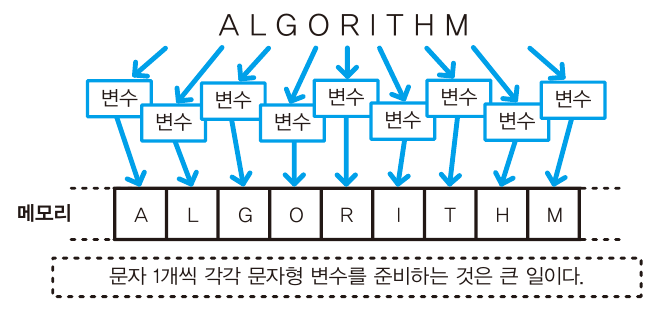 ALGORITHM
변수 변수 변수 변수 변수 변수 변수 변수 변수
메모리 A L G O R I T H M
문자 1개씩 각각 문자형 변수를 준비하는 것은 큰 일이다.